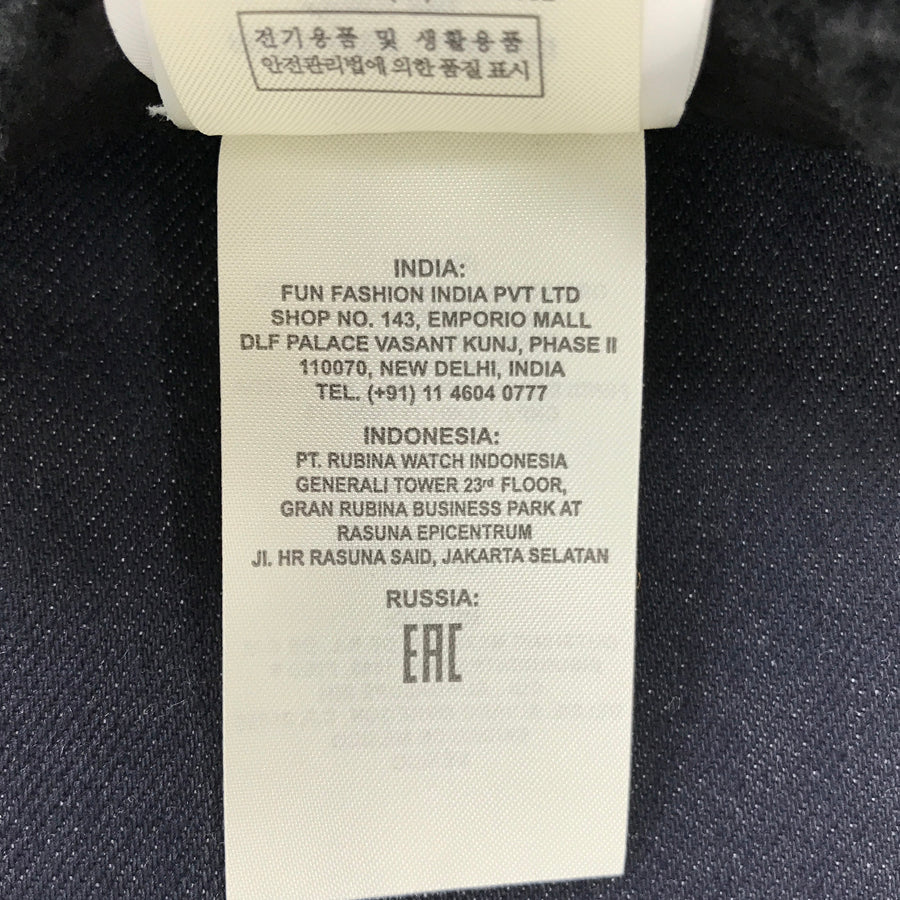 전기용품 및 생활용품
안전관리법에 의한 품질 표시
INDIA:
FUN FASHION INDIA PVT LTD
SHOP NO. 143, EMPORIO MALL
DLF PALACE VASANT KUNJ, PHASE II
110070, NEW DELHI, INDIA
TEL. (+91) 11 4604 0777
INDONESIA:
PT. RUBINA WATCH INDONESIA
GENERALI TOWER 23rd FLOOR,
GRAN RUBINA BUSINESS PARK AT
RASUNA EPICENTRUM
JI. HR RASUNA SAID, JAKARTA SELATAN
RUSSIA:
EAC